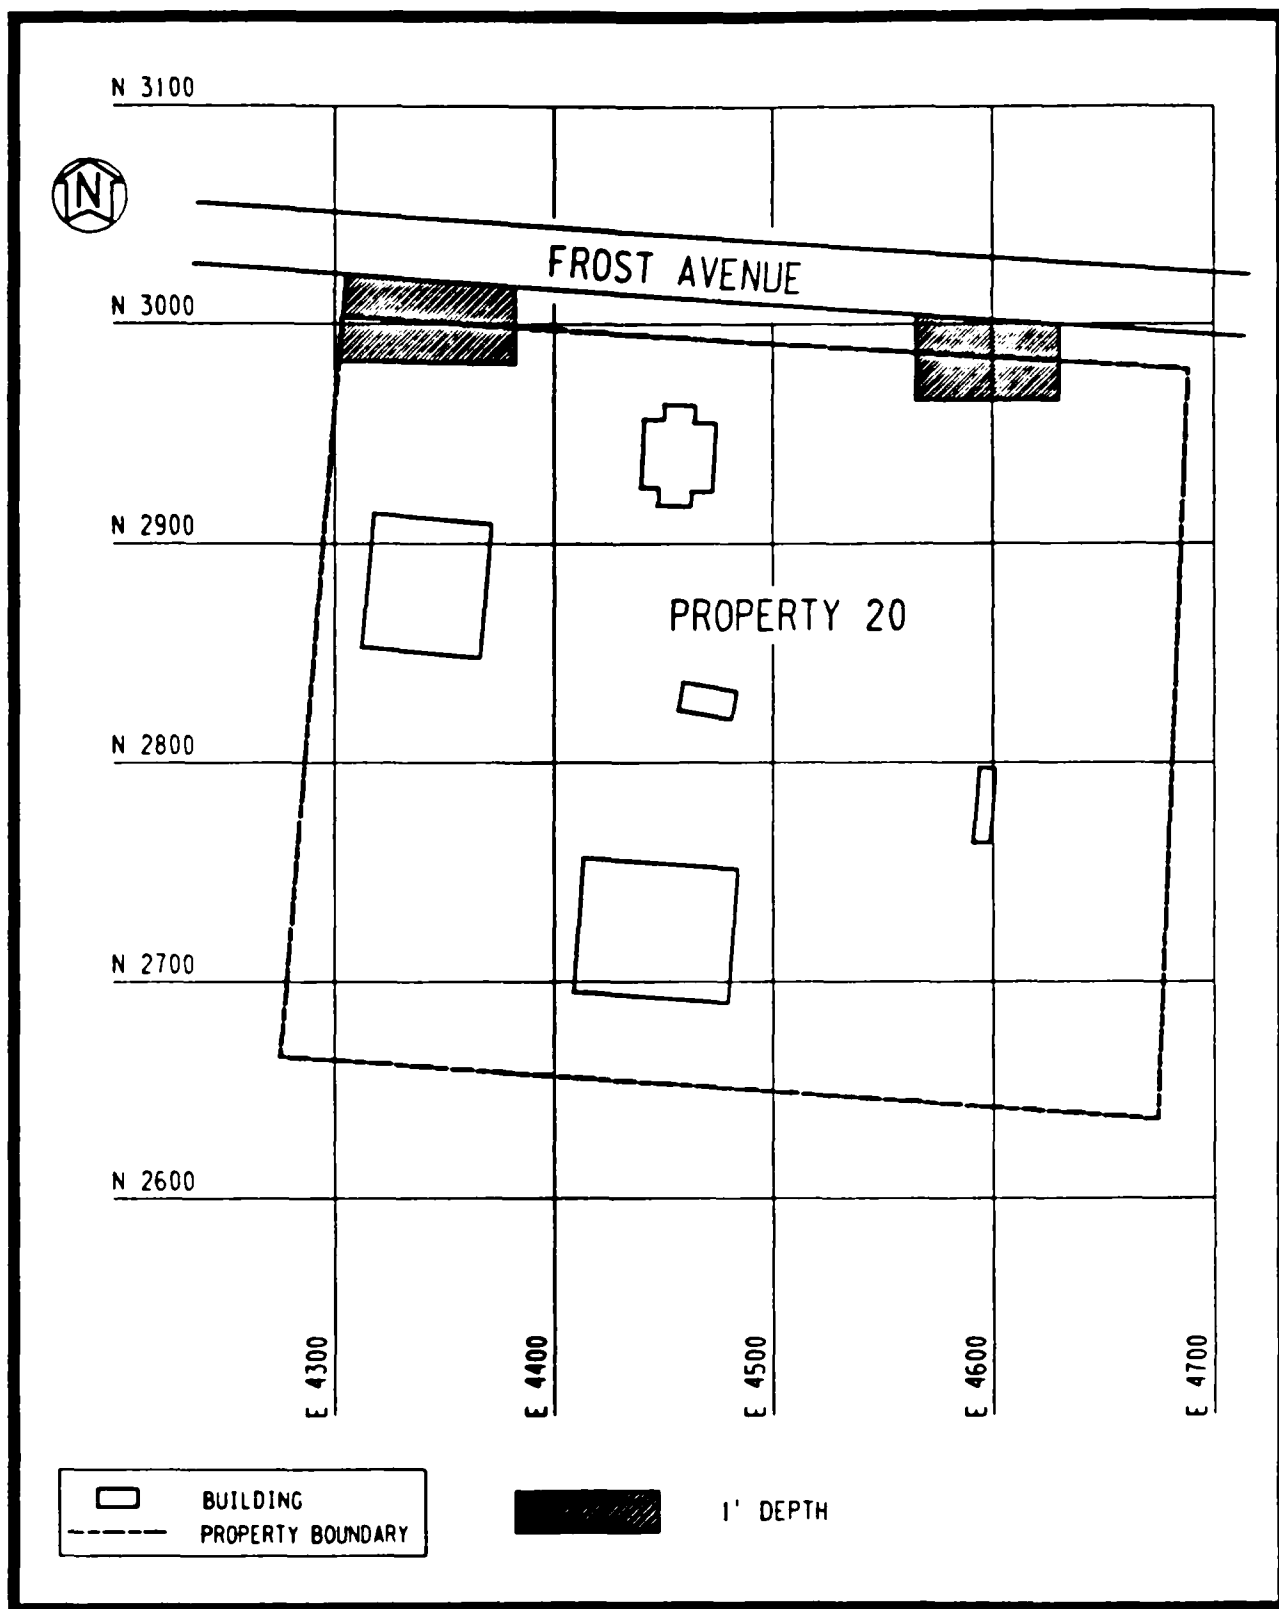 N 3100
N
FROST AVENUE
N 3000
N 2900
PROPERTY 20
N 2800
N 2700
N 2600
E 4300
E 4400
E 4500
E 4600
E 4700
BUILDING
PROPERTY BOUNDARY
1' DEPTH